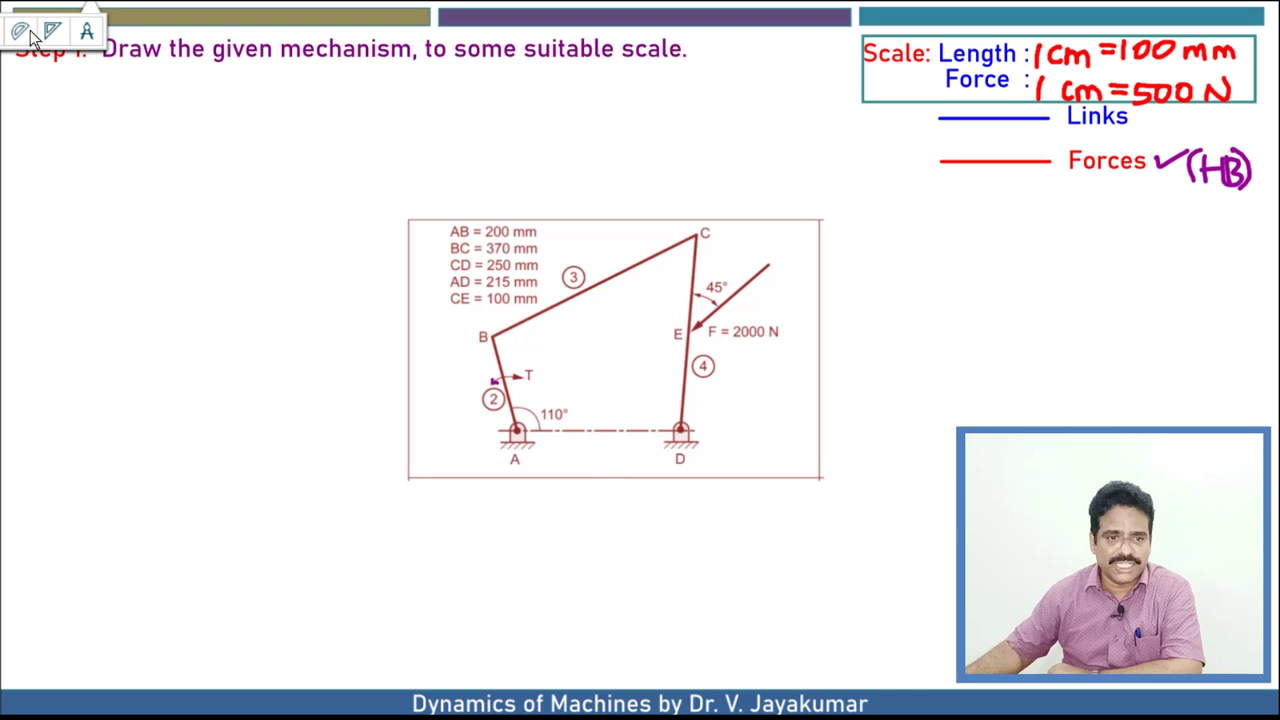 Step 1: Draw the given mechanism, to some suitable scale.
Scale: Length : 1 cm = 100 mm
Force : 1 cm = 500 N
Links
Forces ✓(HB)
AB = 200 mm
BC = 370 mm
CD = 250 mm
AD = 215 mm
CE = 100 mm
C
3
45°
B
E
F = 2000 N
T
4
2
110°
A
D
Dynamics of Machines by Dr. V. Jayakumar